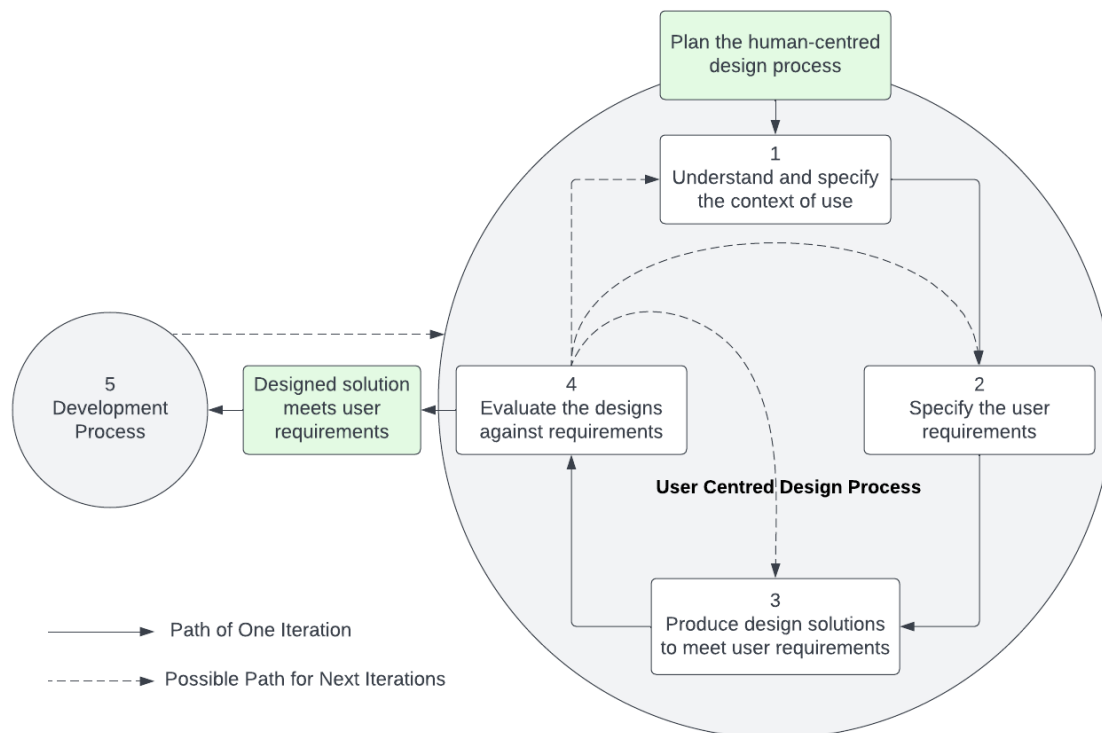 Plan the human-centred
design process
1
Understand and specify
the context of use
5
Development
Process
Designed solution
meets user
requirements
4
Evaluate the designs
against requirements
2
Specify the user
requirements
User Centred Design Process
3
Produce design solutions
to meet user requirements
Path of One Iteration
Possible Path for Next Iterations